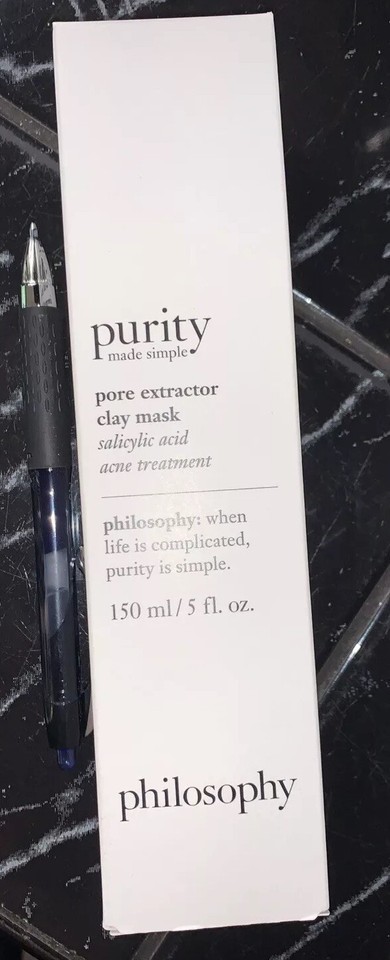 purity
made simple
pore extractor
clay mask
salicylic acid
acne treatment
philosophy: when
life is complicated,
purity is simple.
150 ml / 5 fl. oz.
philosophy